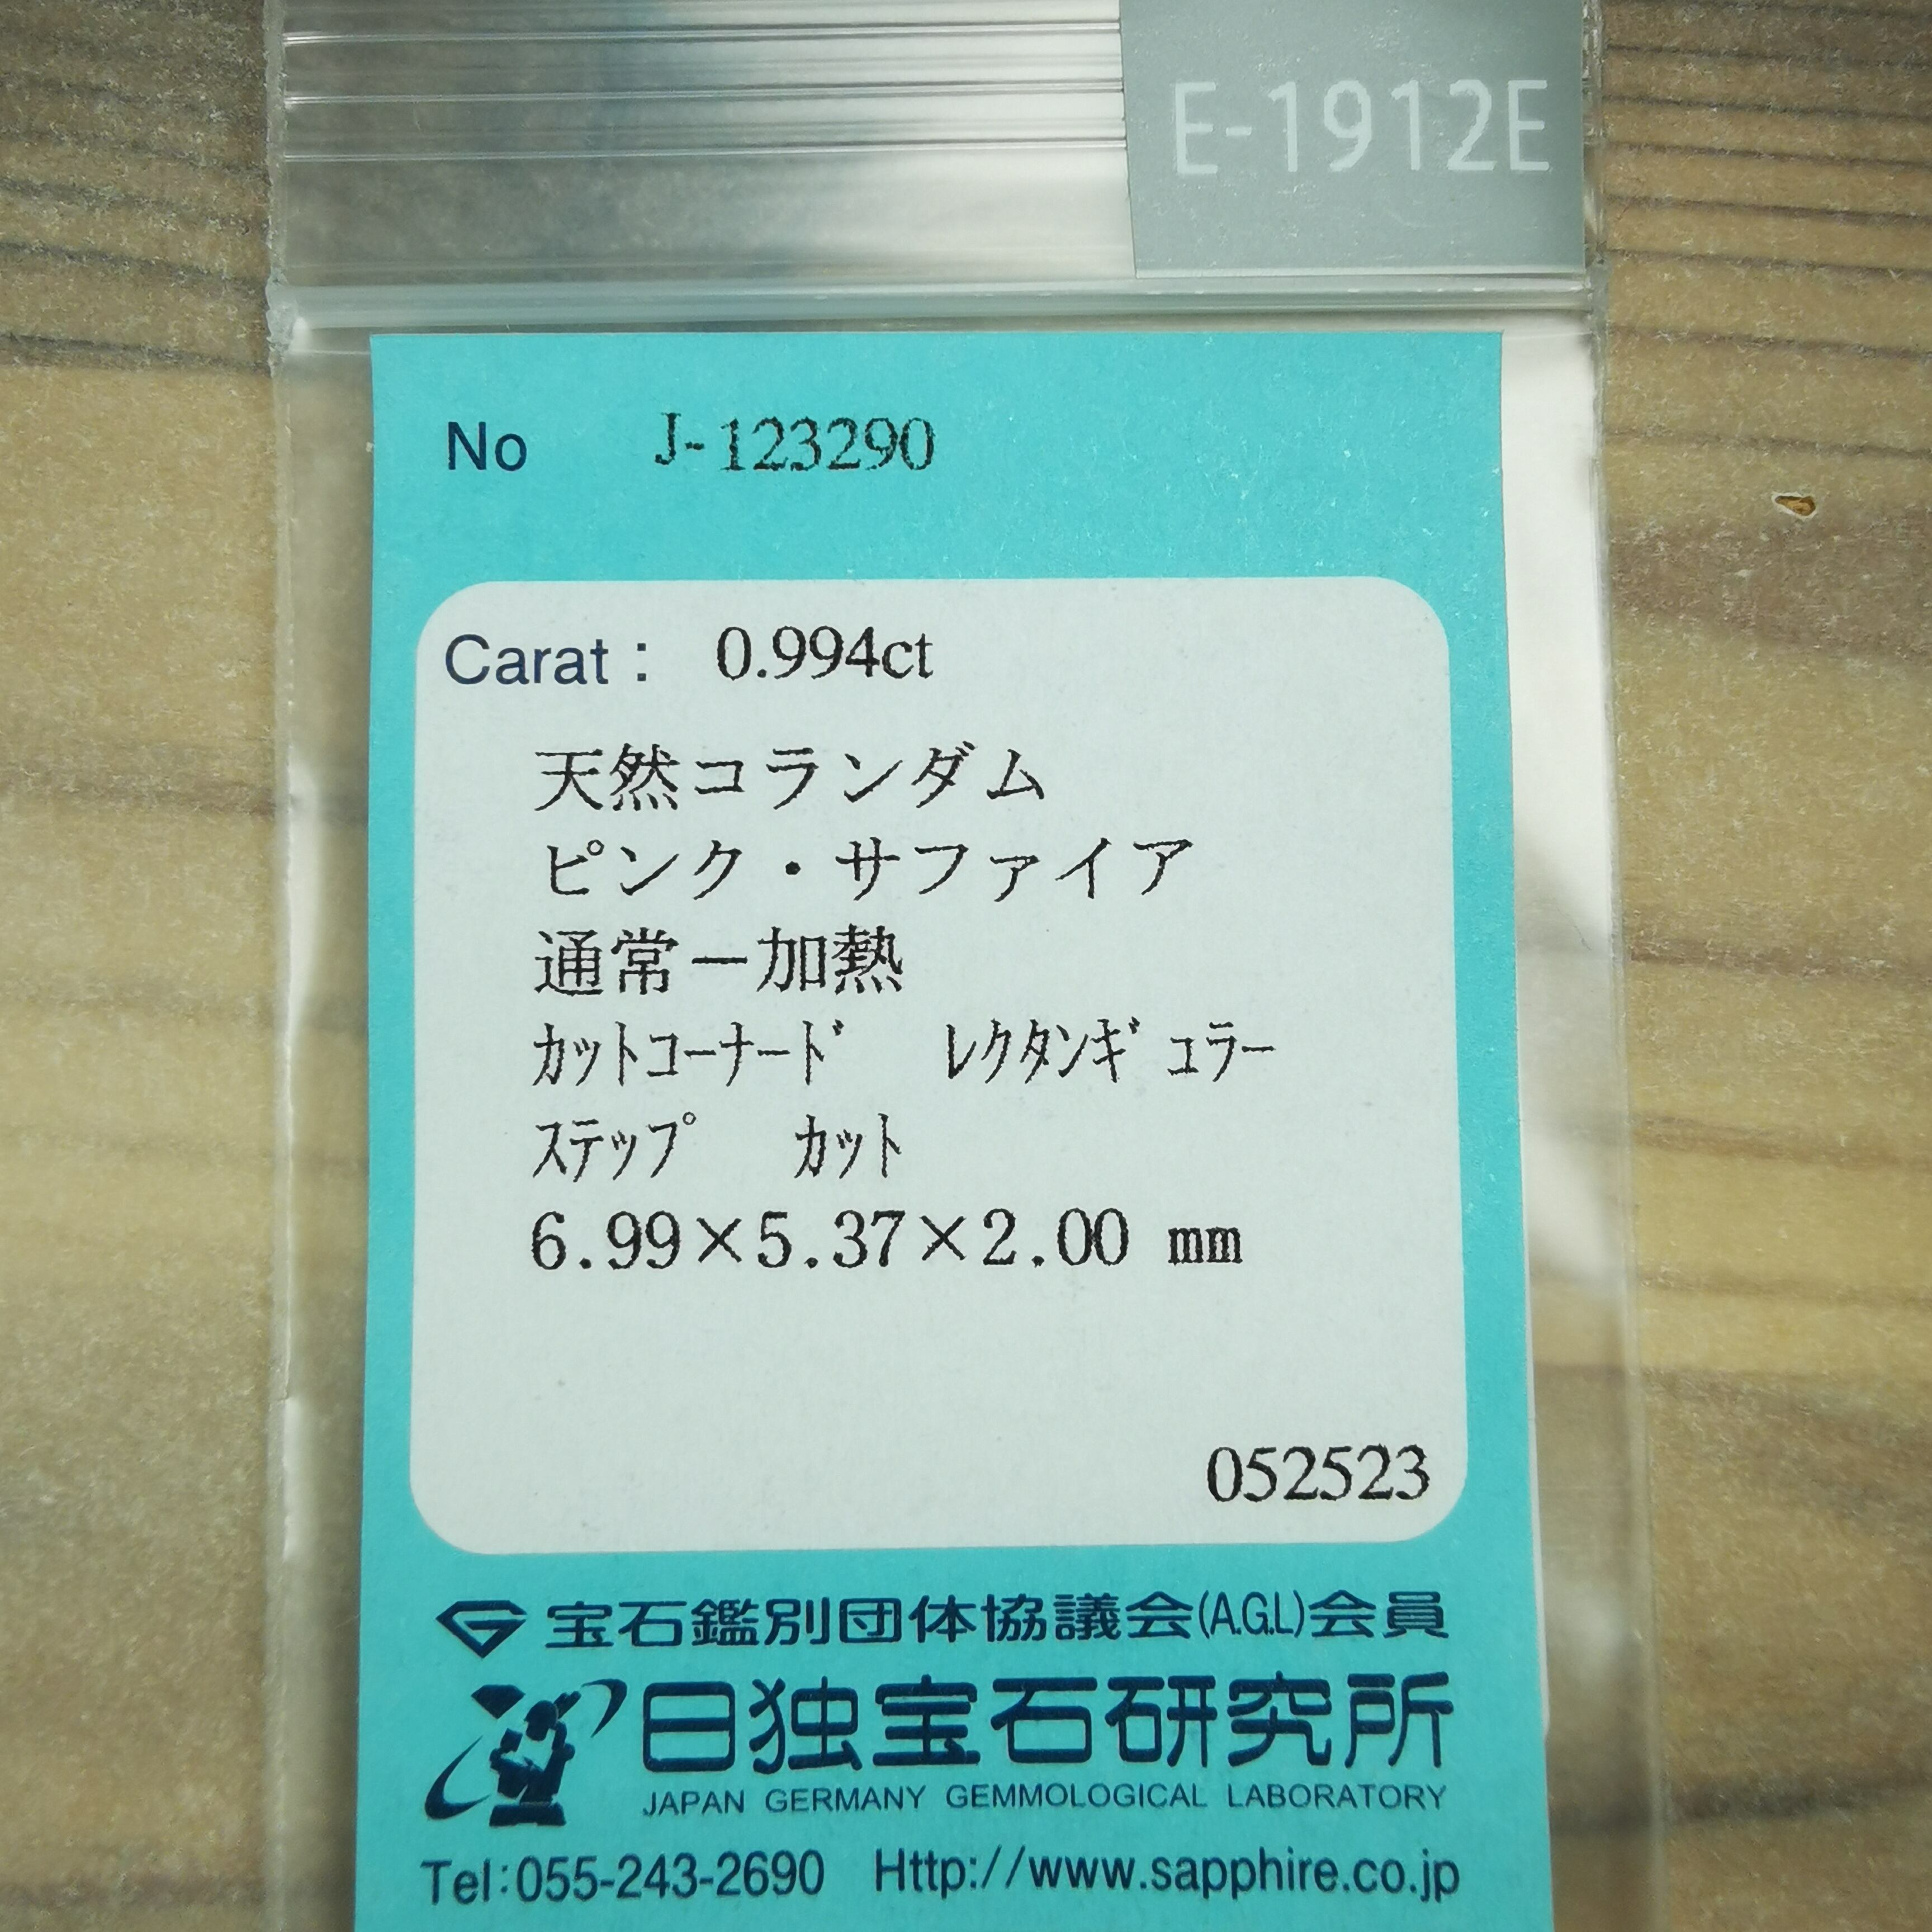 E-1912E
No J-123290
Carat : 0.994ct
天然コランダム
ピンク・サファイア
通常－加熱
ｶｯﾄｺｰﾅｰﾄﾞ ﾚｸﾀﾝｷﾞｭﾗｰ
ｽﾃｯﾌﾟ ｶｯﾄ
6.99×5.37×2.00 mm
052523
宝石鑑別団体協議会(A.G.L)会員
日独宝石研究所
JAPAN GERMANY GEMMOLOGICAL LABORATORY
Tel:055-243-2690 Http://www.sapphire.co.jp